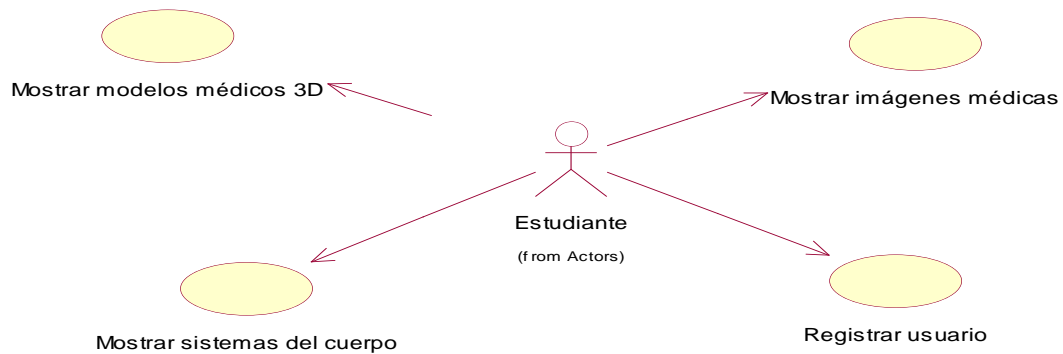 Mostrar modelos médicos 3D
Mostrar imágenes médicas
Estudiante
(from Actors)
Mostrar sistemas del cuerpo
Registrar usuario